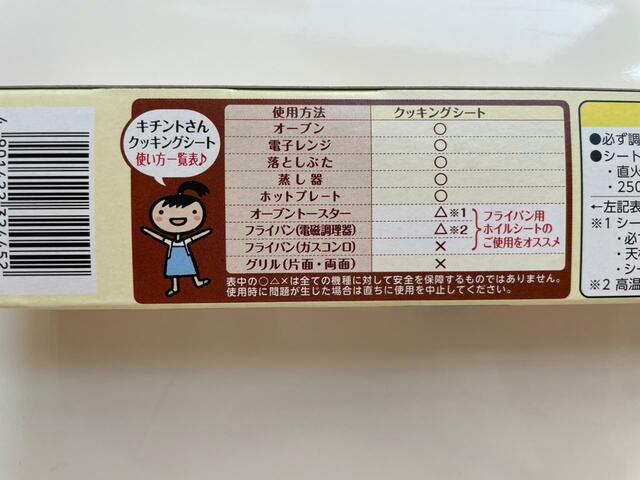 キチントさん
クッキングシート
使い方一覧表♪
使用方法 クッキングシート
オーブン ○
電子レンジ ○
落としぶた ○
蒸し器 ○
ホットプレート ○
オーブントースター △※1
フライパン(電磁調理器) △※2
フライパン(ガスコンロ) ×
グリル(片面・両面) ×
フライパン用
ホイルシートの
ご使用をオススメ
表中の○△×は全ての機種に対して安全を保障するものではありません。
使用時に問題が生じた場合は直ちに使用を中止してください。
●必ず調
●シート
・直火
・250
←左記表
※1 シー
・必ず
・天板
・シー
※2 高温